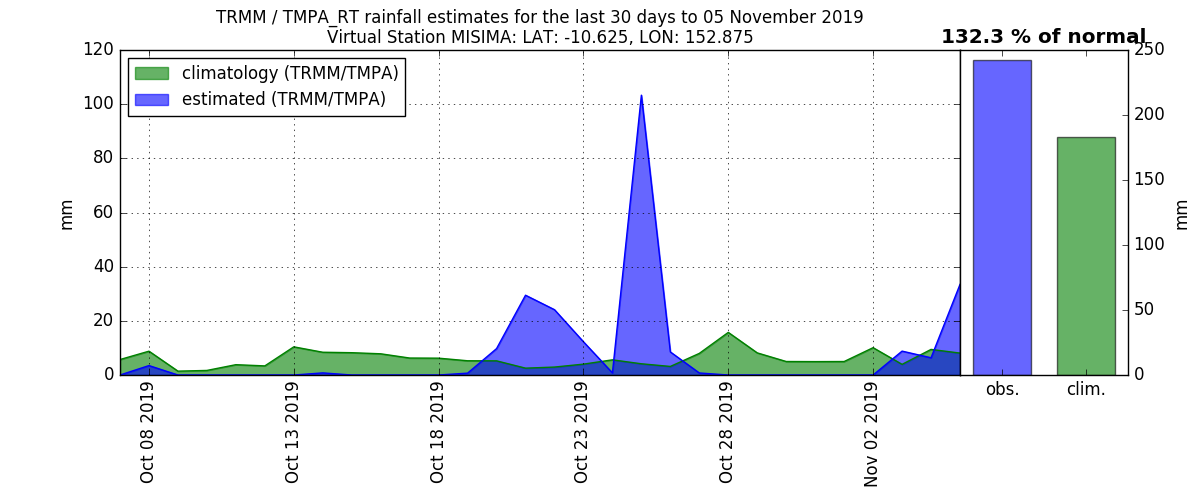 TRMM / TMPA_RT rainfall estimates for the last 30 days to 05 November 2019
Virtual Station MISIMA: LAT: -10.625, LON: 152.875
132.3 % of normal
climatology (TRMM/TMPA)
estimated (TRMM/TMPA)
120
100
80
60
40
20
0
mm
250
200
150
100
50
0
mm
Oct 08 2019
Oct 13 2019
Oct 18 2019
Oct 23 2019
Oct 28 2019
Nov 02 2019
obs.
clim.